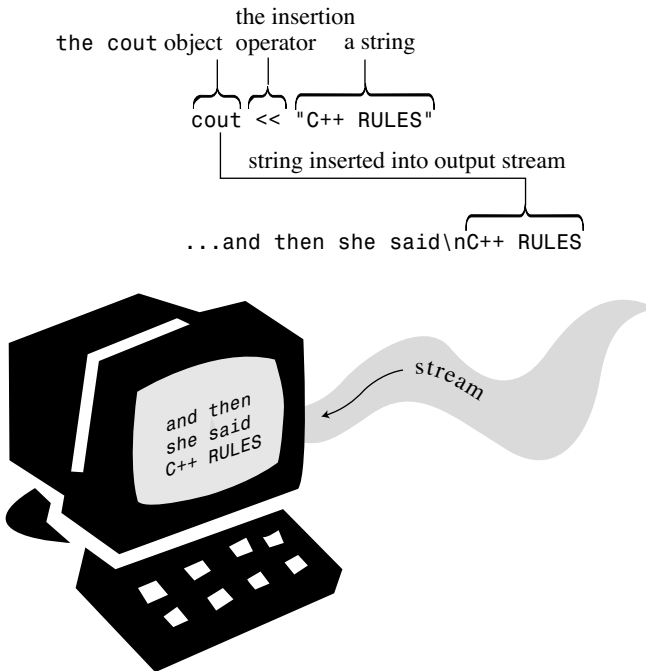 the insertion
the cout object operator a string
cout << "C++ RULES"
string inserted into output stream
...and then she said\nC++ RULES
stream
and then
she said
C++ RULES